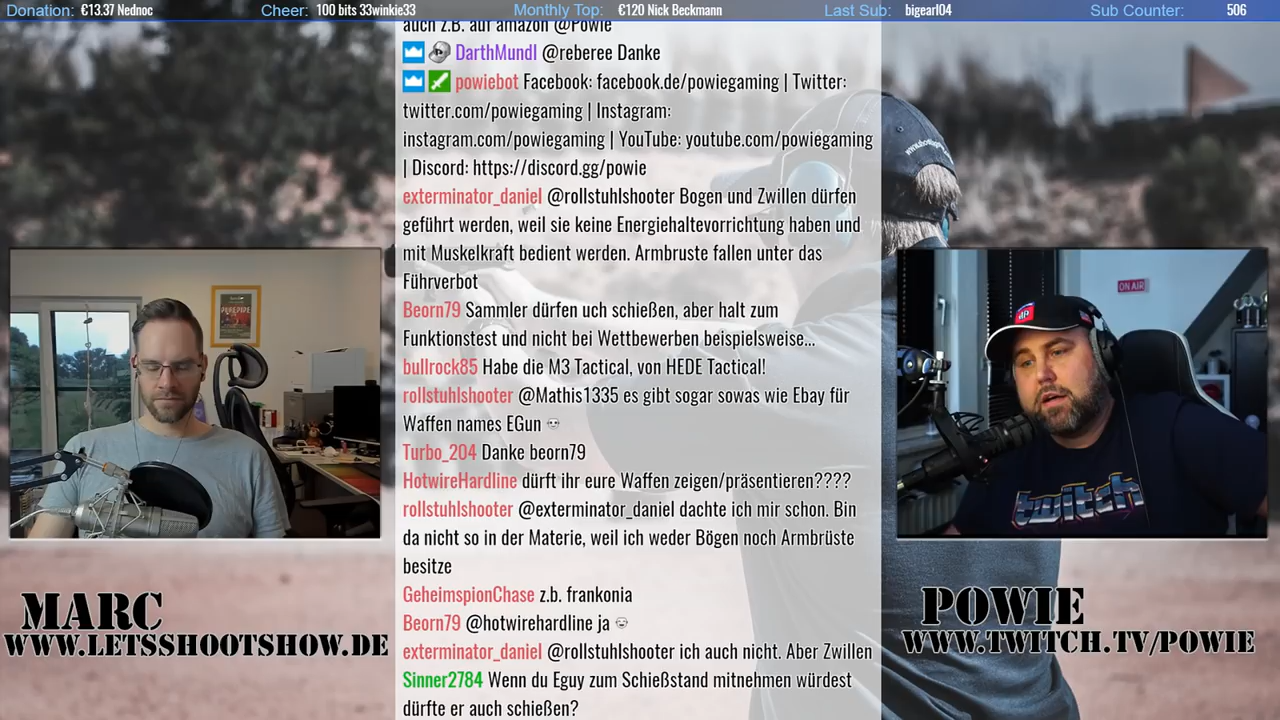 Donation: €13.37 Nednoc Cheer: 100 bits 33winkie33 Monthly Top: €120 Nick Beckmann Last Sub: bigearl04 Sub Counter: 506
auch z.B. auf amazon @Powie
DarthMundl @reberee Danke
powiebot Facebook: facebook.de/powiegaming | Twitter:
twitter.com/powiegaming | Instagram:
instagram.com/powiegaming | YouTube: youtube.com/powiegaming
| Discord: https://discord.gg/powie
exterminator_daniel @rollstuhlshooter Bogen und Zwillen dürfen
geführt werden, weil sie keine Energiehaltevorrichtung haben und
mit Muskelkraft bedient werden. Armbruste fallen unter das
Führverbot
Beorn79 Sammler dürfen uch schießen, aber halt zum
Funktionstest und nicht bei Wettbewerben beispielsweise...
bullrock85 Habe die M3 Tactical, von HEDE Tactical!
rollstuhlshooter @Mathis1335 es gibt sogar sowas wie Ebay für
Waffen names EGun
Turbo_204 Danke beorn79
HotwireHardline dürft ihr eure Waffen zeigen/präsentieren????
rollstuhlshooter @exterminator_daniel dachte ich mir schon. Bin
da nicht so in der Materie, weil ich weder Bögen noch Armbrüste
besitze
GeheimspionChase z.b. frankonia
Beorn79 @hotwirehardline ja
exterminator_daniel @rollstuhlshooter ich auch nicht. Aber Zwillen
Sinner2784 Wenn du Eguy zum Schießstand mitnehmen würdest
dürfte er auch schießen?
MARC
WWW.LETSSHOOTSHOW.DE
ON AIR
twitch
POWIE
WWW.TWITCH.TV/POWIE